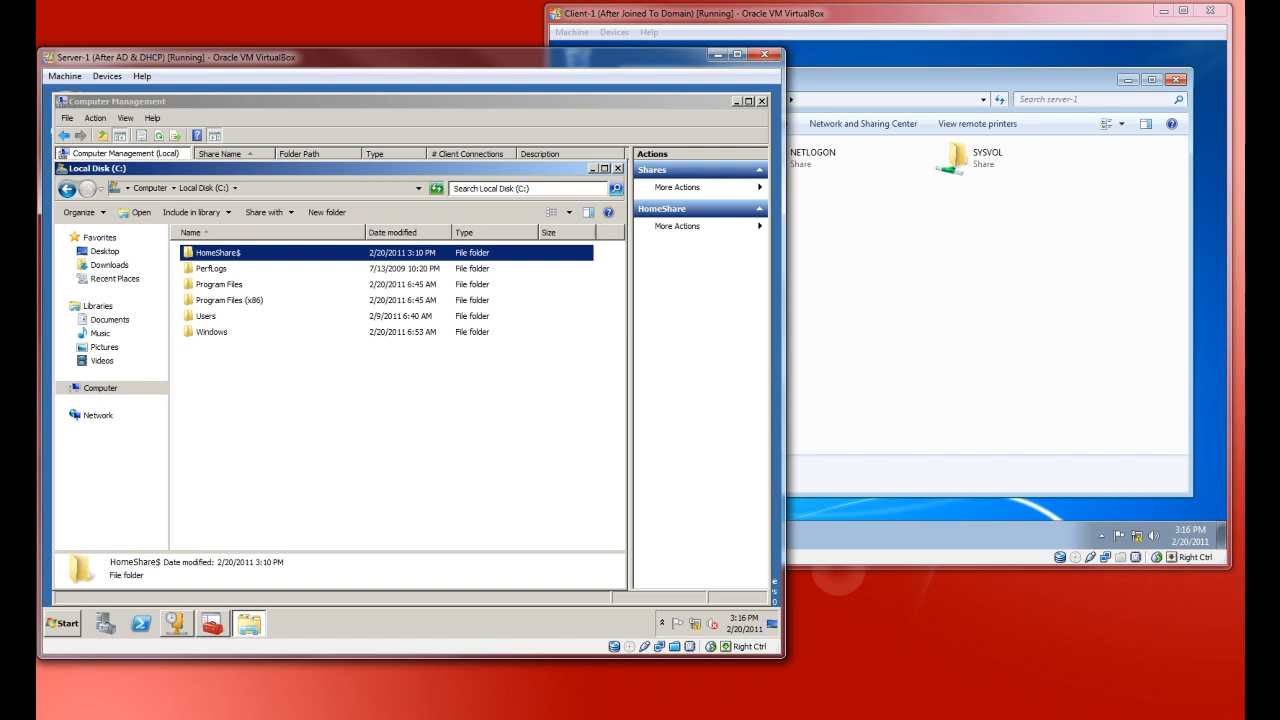 Client-1 (After Joined To Domain) [Running] - Oracle VM VirtualBox
Machine Devices Help
Server-1 (After AD & DHCP) [Running] - Oracle VM VirtualBox
Machine Devices Help
Computer Management
File Action View Help
Computer Management (Local) Share Name Folder Path Type # Client Connections Description
Actions
Shares
More Actions
HomeShare
More Actions
Local Disk (C:)
Computer Local Disk (C:)
Search Local Disk (C:)
Organize Open Include in library Share with New folder
Favorites
Desktop
Downloads
Recent Places
Libraries
Documents
Music
Pictures
Videos
Computer
Network
Name Date modified Type Size
HomeShare$ 2/20/2011 3:10 PM File folder
PerfLogs 7/13/2009 10:20 PM File folder
Program Files 2/20/2011 6:45 AM File folder
Program Files (x86) 2/20/2011 6:45 AM File folder
Users 2/9/2011 6:40 AM File folder
Windows 2/20/2011 6:53 AM File folder
HomeShare$ Date modified: 2/20/2011 3:10 PM
File folder
Start
3:16 PM
2/20/2011
Right Ctrl
Search server-1
Network and Sharing Center View remote printers
NETLOGON
Share
SYSVOL
Share
3:16 PM
2/20/2011
Right Ctrl